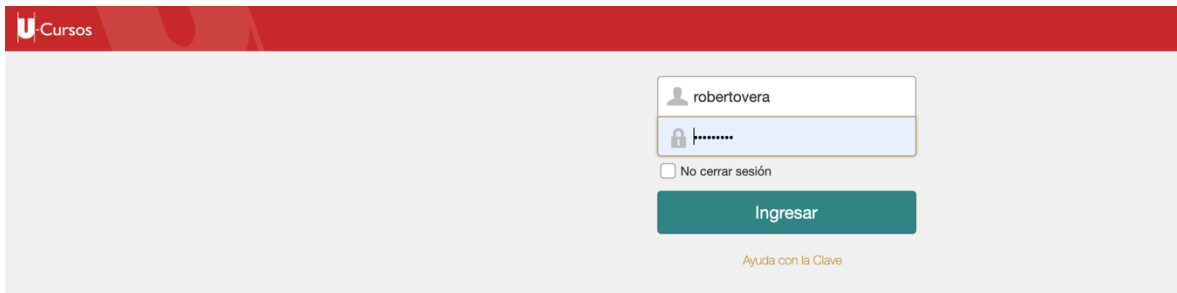 U-Cursos
robertovera
•••••••••
No cerrar sesión
Ingresar
Ayuda con la Clave